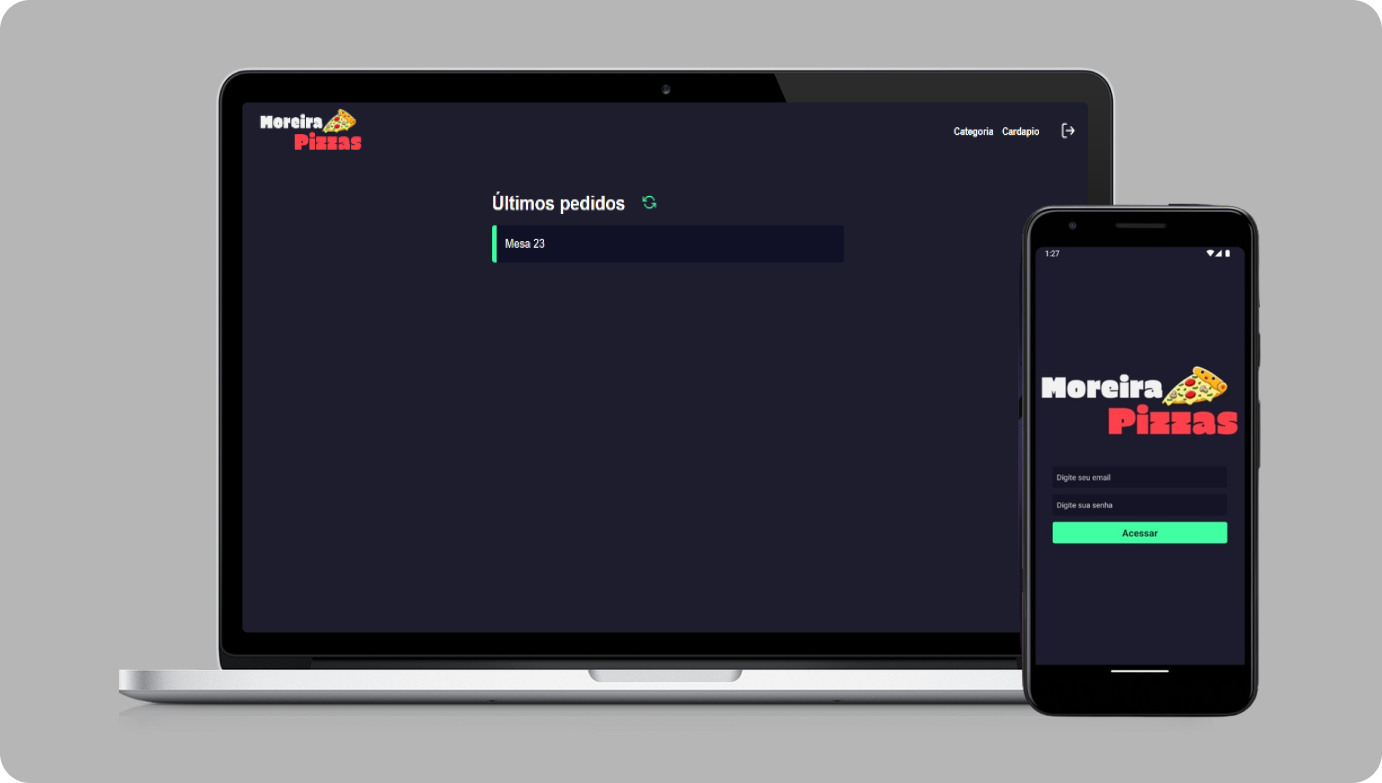 Moreira
Pizzas
Categoria Cardapio
Últimos pedidos
Mesa 23
1:27
Moreira
Pizzas
Digite seu email
Digite sua senha
Acessar